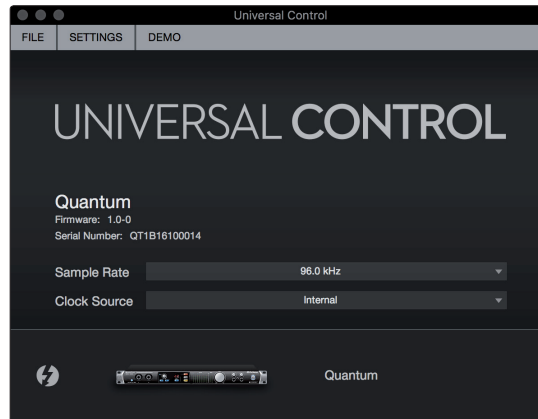 Universal Control
FILE SETTINGS DEMO
UNIVERSAL CONTROL
Quantum
Firmware: 1.0-0
Serial Number: QT1B16100014
Sample Rate 96.0 kHz
Clock Source Internal
Quantum